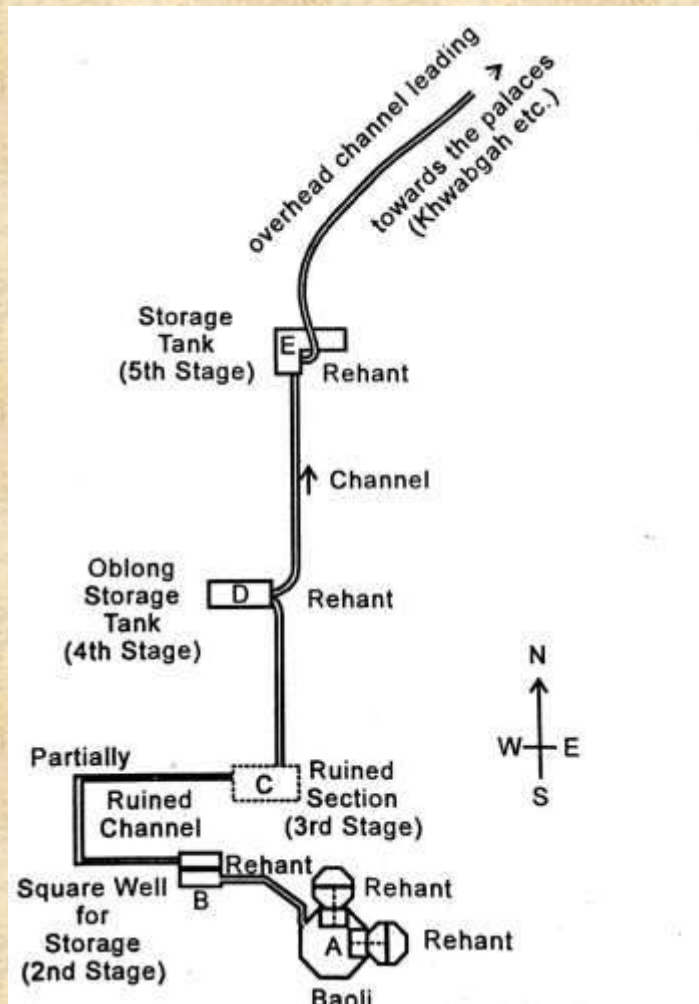 overhead channel leading
towards the palaces
(Khwabgah etc.)
Storage
Tank
(5th Stage)
E
Rehant
Channel
Oblong
Storage
Tank
(4th Stage)
D
Rehant
N
W E
S
Partially
Ruined
Channel
C
Ruined
Section
(3rd Stage)
Rehant
B
Square Well
for
Storage
(2nd Stage)
Rehant
A
Rehant
Baoli